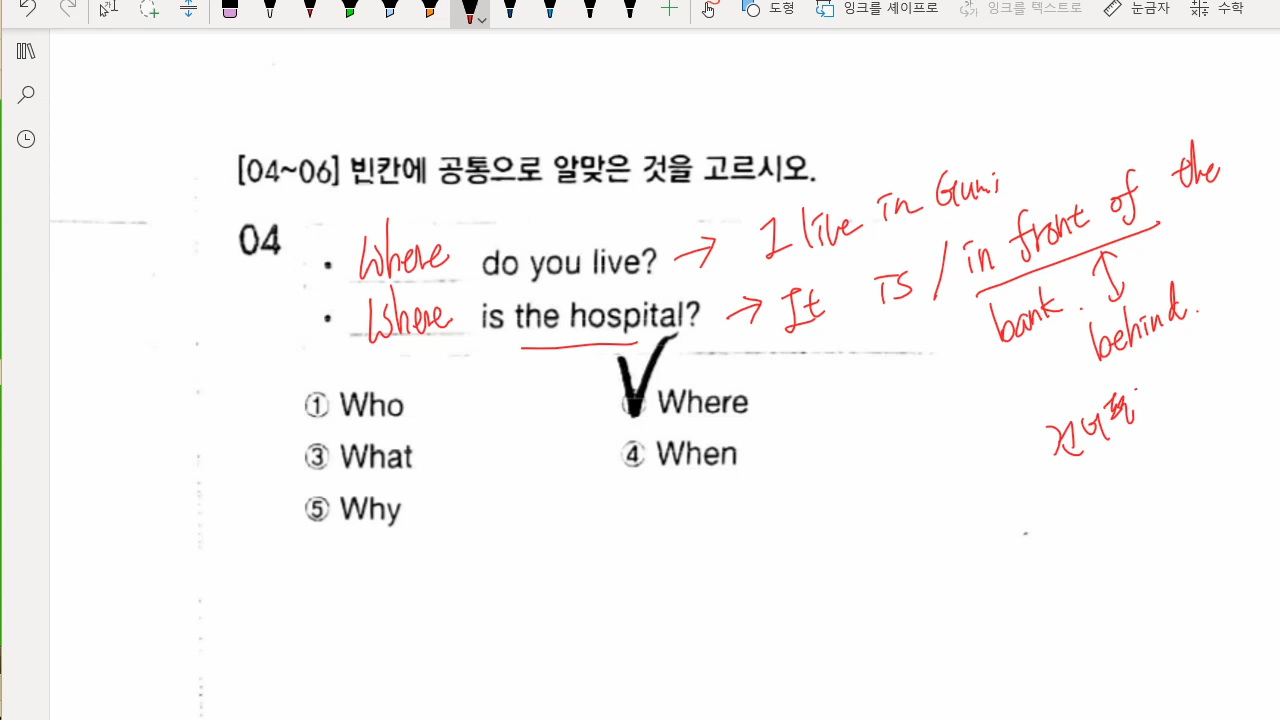 도형 잉크를 셰이프로 잉크를 텍스트로 눈금자 수학
[04~06] 빈칸에 공통으로 알맞은 것을 고르시오.
04
• Where do you live? → I live in Gumi
• Where is the hospital? → It is / in front of the
bank. ↕
behind.
건너편
① Who
Where
③ What
④ When
⑤ Why